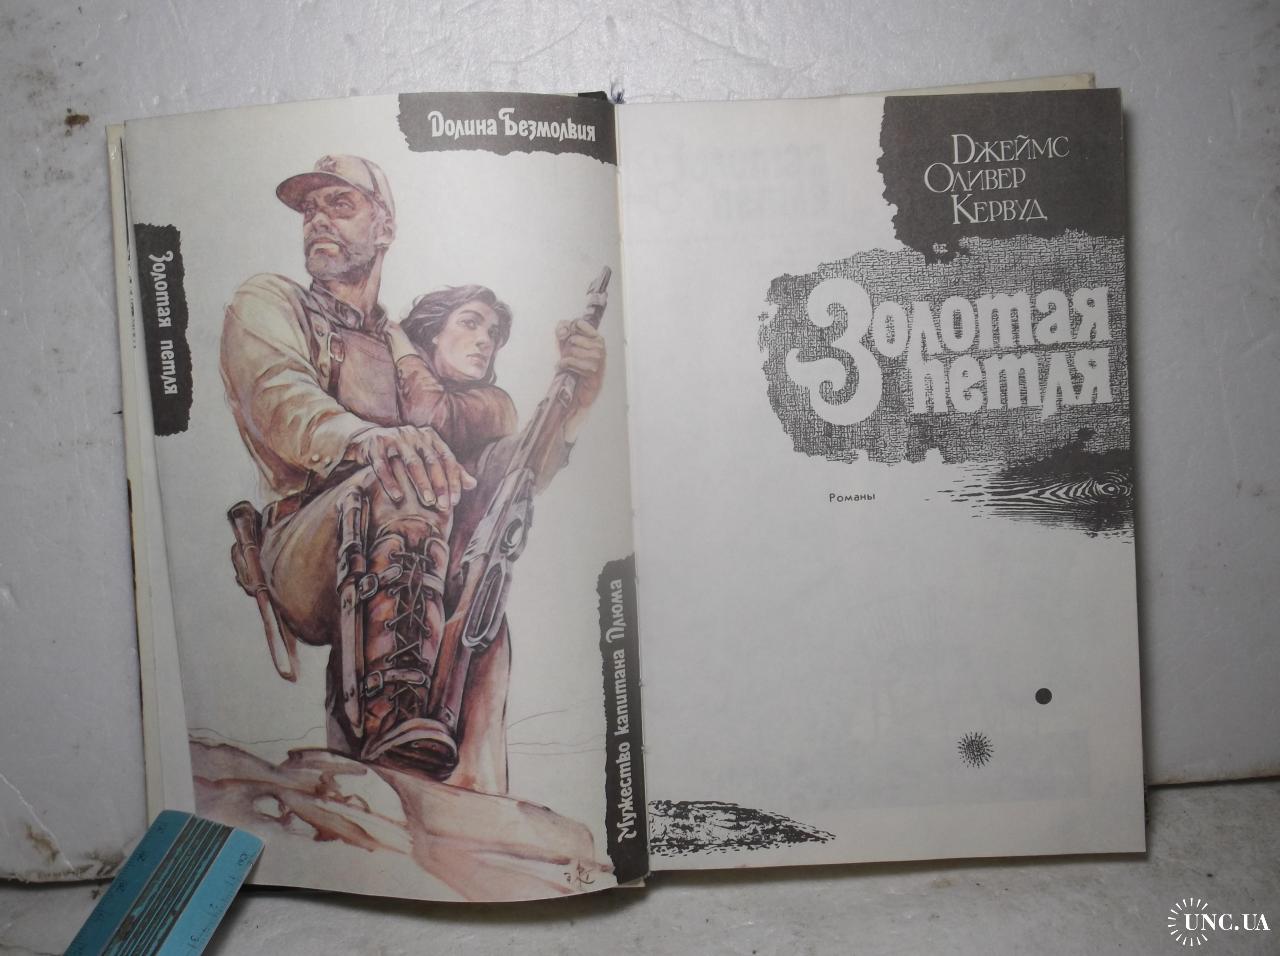 Долина Безмолвия
Золотая петля
Мужество капитана Плюма
Джеймс
Оливер
Кервуд
Золотая
петля
Романы
UNC.UA